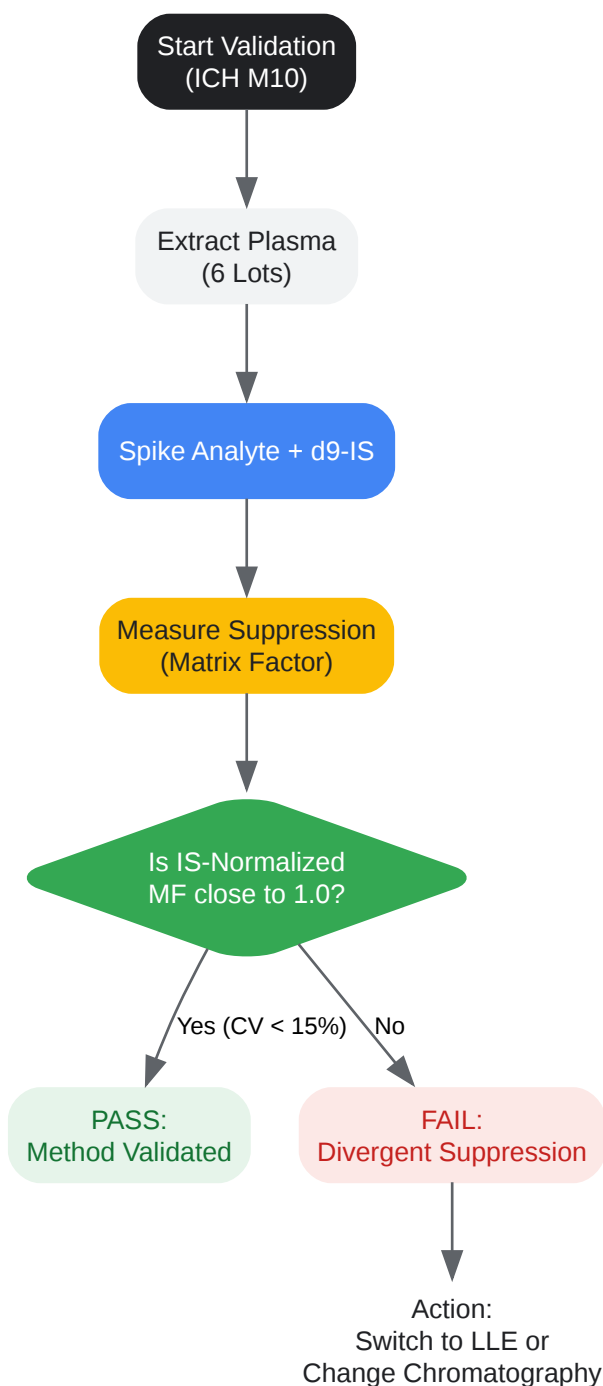 Start Validation
(ICH M10)
Extract Plasma
(6 Lots)
Spike Analyte + d9-IS
Measure Suppression
(Matrix Factor)
Is IS-Normalized
MF close to 1.0?
Yes (CV < 15%)
No
PASS:
Method Validated
FAIL:
Divergent Suppression
Action:
Switch to LLE or
Change Chromatography